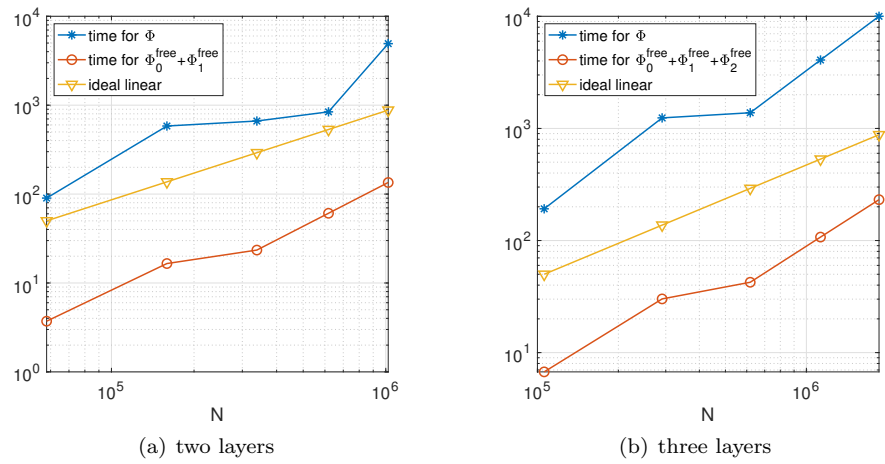 10^4
10^3
10^2
10^1
10^0
time for Φ
time for Φ_0^free+Φ_1^free
ideal linear
10^5
10^6
N
(a) two layers
10^4
10^3
10^2
10^1
time for Φ
time for Φ_0^free+Φ_1^free+Φ_2^free
ideal linear
10^5
10^6
N
(b) three layers